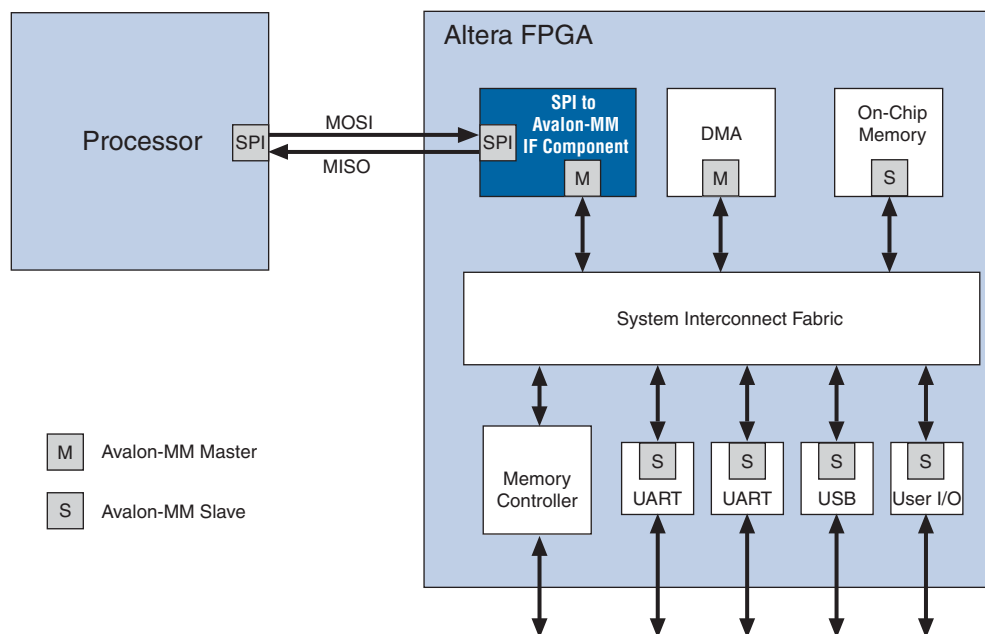 Altera FPGA
Processor
SPI
MOSI
MISO
SPI
SPI to
Avalon-MM
IF Component
M
DMA
M
On-Chip
Memory
S
System Interconnect Fabric
Memory
Controller
S
UART
S
UART
S
USB
S
User I/O
M
Avalon-MM Master
S
Avalon-MM Slave